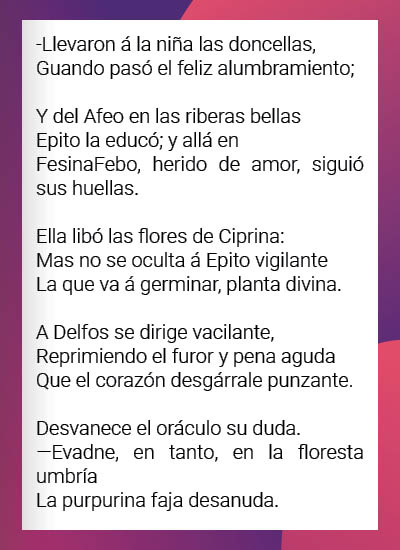 -Llevaron á la niña las doncellas,
Guando pasó el feliz alumbramiento;
Y del Afeo en las riberas bellas
Epito la educó; y allá en
FesinaFebo, herido de amor, siguió
sus huellas.
Ella libó las flores de Ciprina:
Mas no se oculta á Epito vigilante
La que va á germinar, planta divina.
A Delfos se dirige vacilante,
Reprimiendo el furor y pena aguda
Que el corazón desgárrale punzante.
Desvanece el oráculo su duda.
—Evadne, en tanto, en la floresta
umbría
La purpurina faja desanuda.